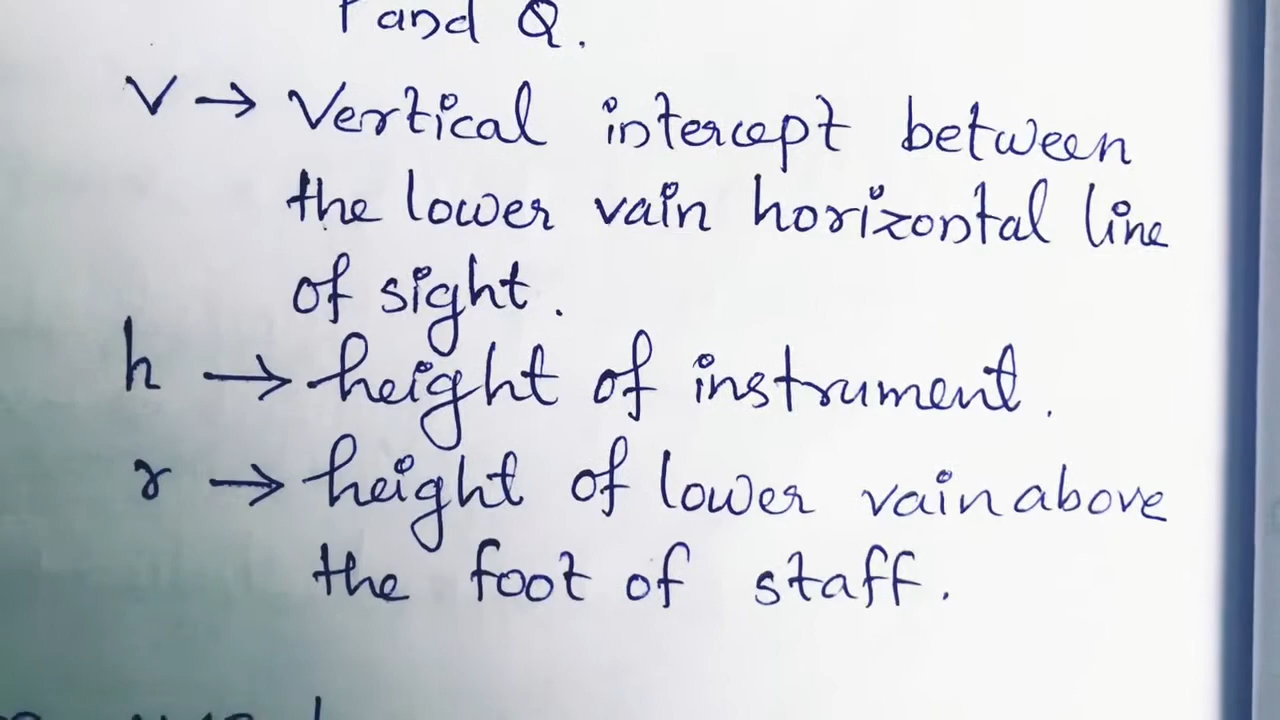 P and Q.
V → Vertical intercept between
the lower vain horizontal line
of sight.
h → height of instrument.
r → height of lower vain above
the foot of staff.